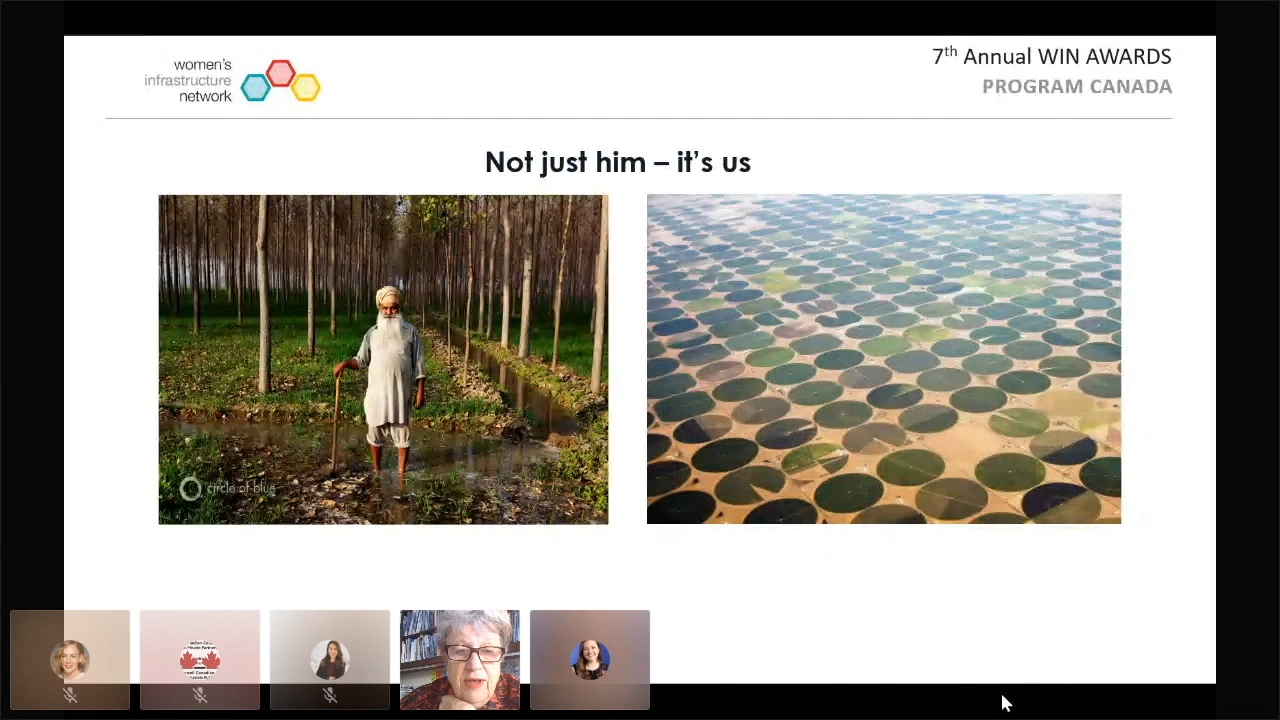 women's
infrastructure
network
7th Annual WIN AWARDS
PROGRAM CANADA
Not just him – it's us
circle of blue